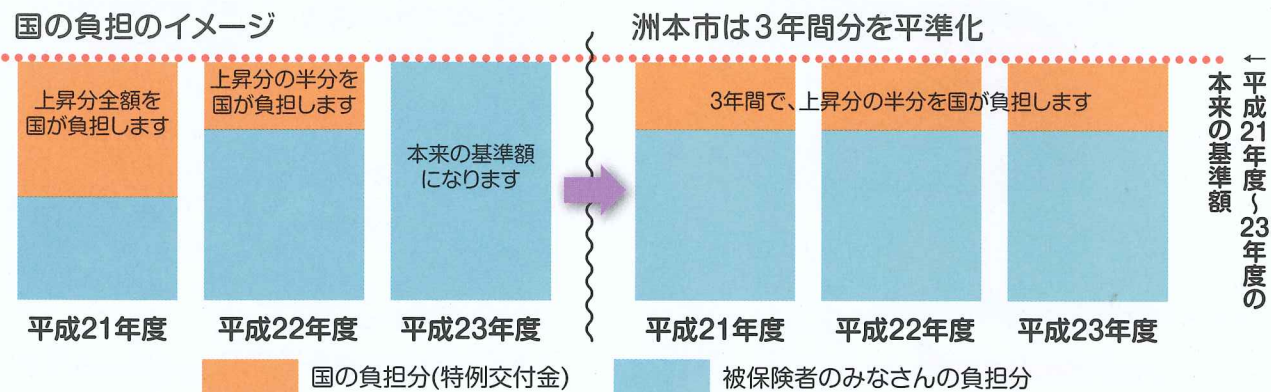 国の負担のイメージ
上昇分全額を
国が負担します
上昇分の半分を
国が負担します
本来の基準額
になります
平成21年度
平成22年度
平成23年度
洲本市は3年間分を平準化
3年間で、上昇分の半分を国が負担します
平成21年度
平成22年度
平成23年度
←平成21年度〜23年度の
本来の基準額
国の負担分(特例交付金)
被保険者のみなさんの負担分